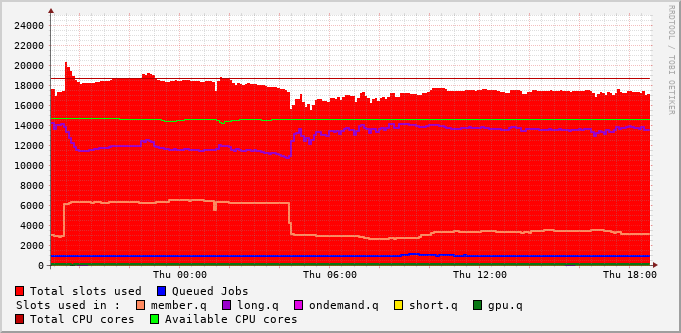 RRDTOOL / TOBI OETIKER
24000
22000
20000
18000
16000
14000
12000
10000
8000
6000
4000
2000
0
Thu 00:00 Thu 06:00 Thu 12:00 Thu 18:00
Total slots used Queued Jobs
Slots used in : member.q long.q ondemand.q short.q gpu.q
Total CPU cores Available CPU cores